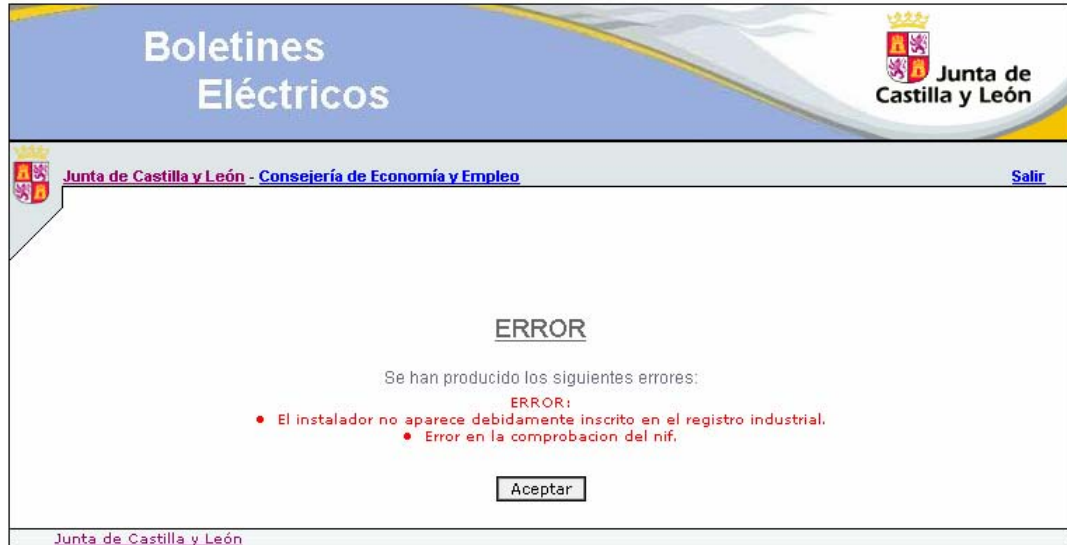 Boletines
Eléctricos
Junta de
Castilla y León
Junta de Castilla y León - Consejería de Economía y Empleo
Salir
ERROR
Se han producido los siguientes errores:
ERROR:
• El instalador no aparece debidamente inscrito en el registro industrial.
• Error en la comprobacion del nif.
Aceptar
Junta de Castilla y León